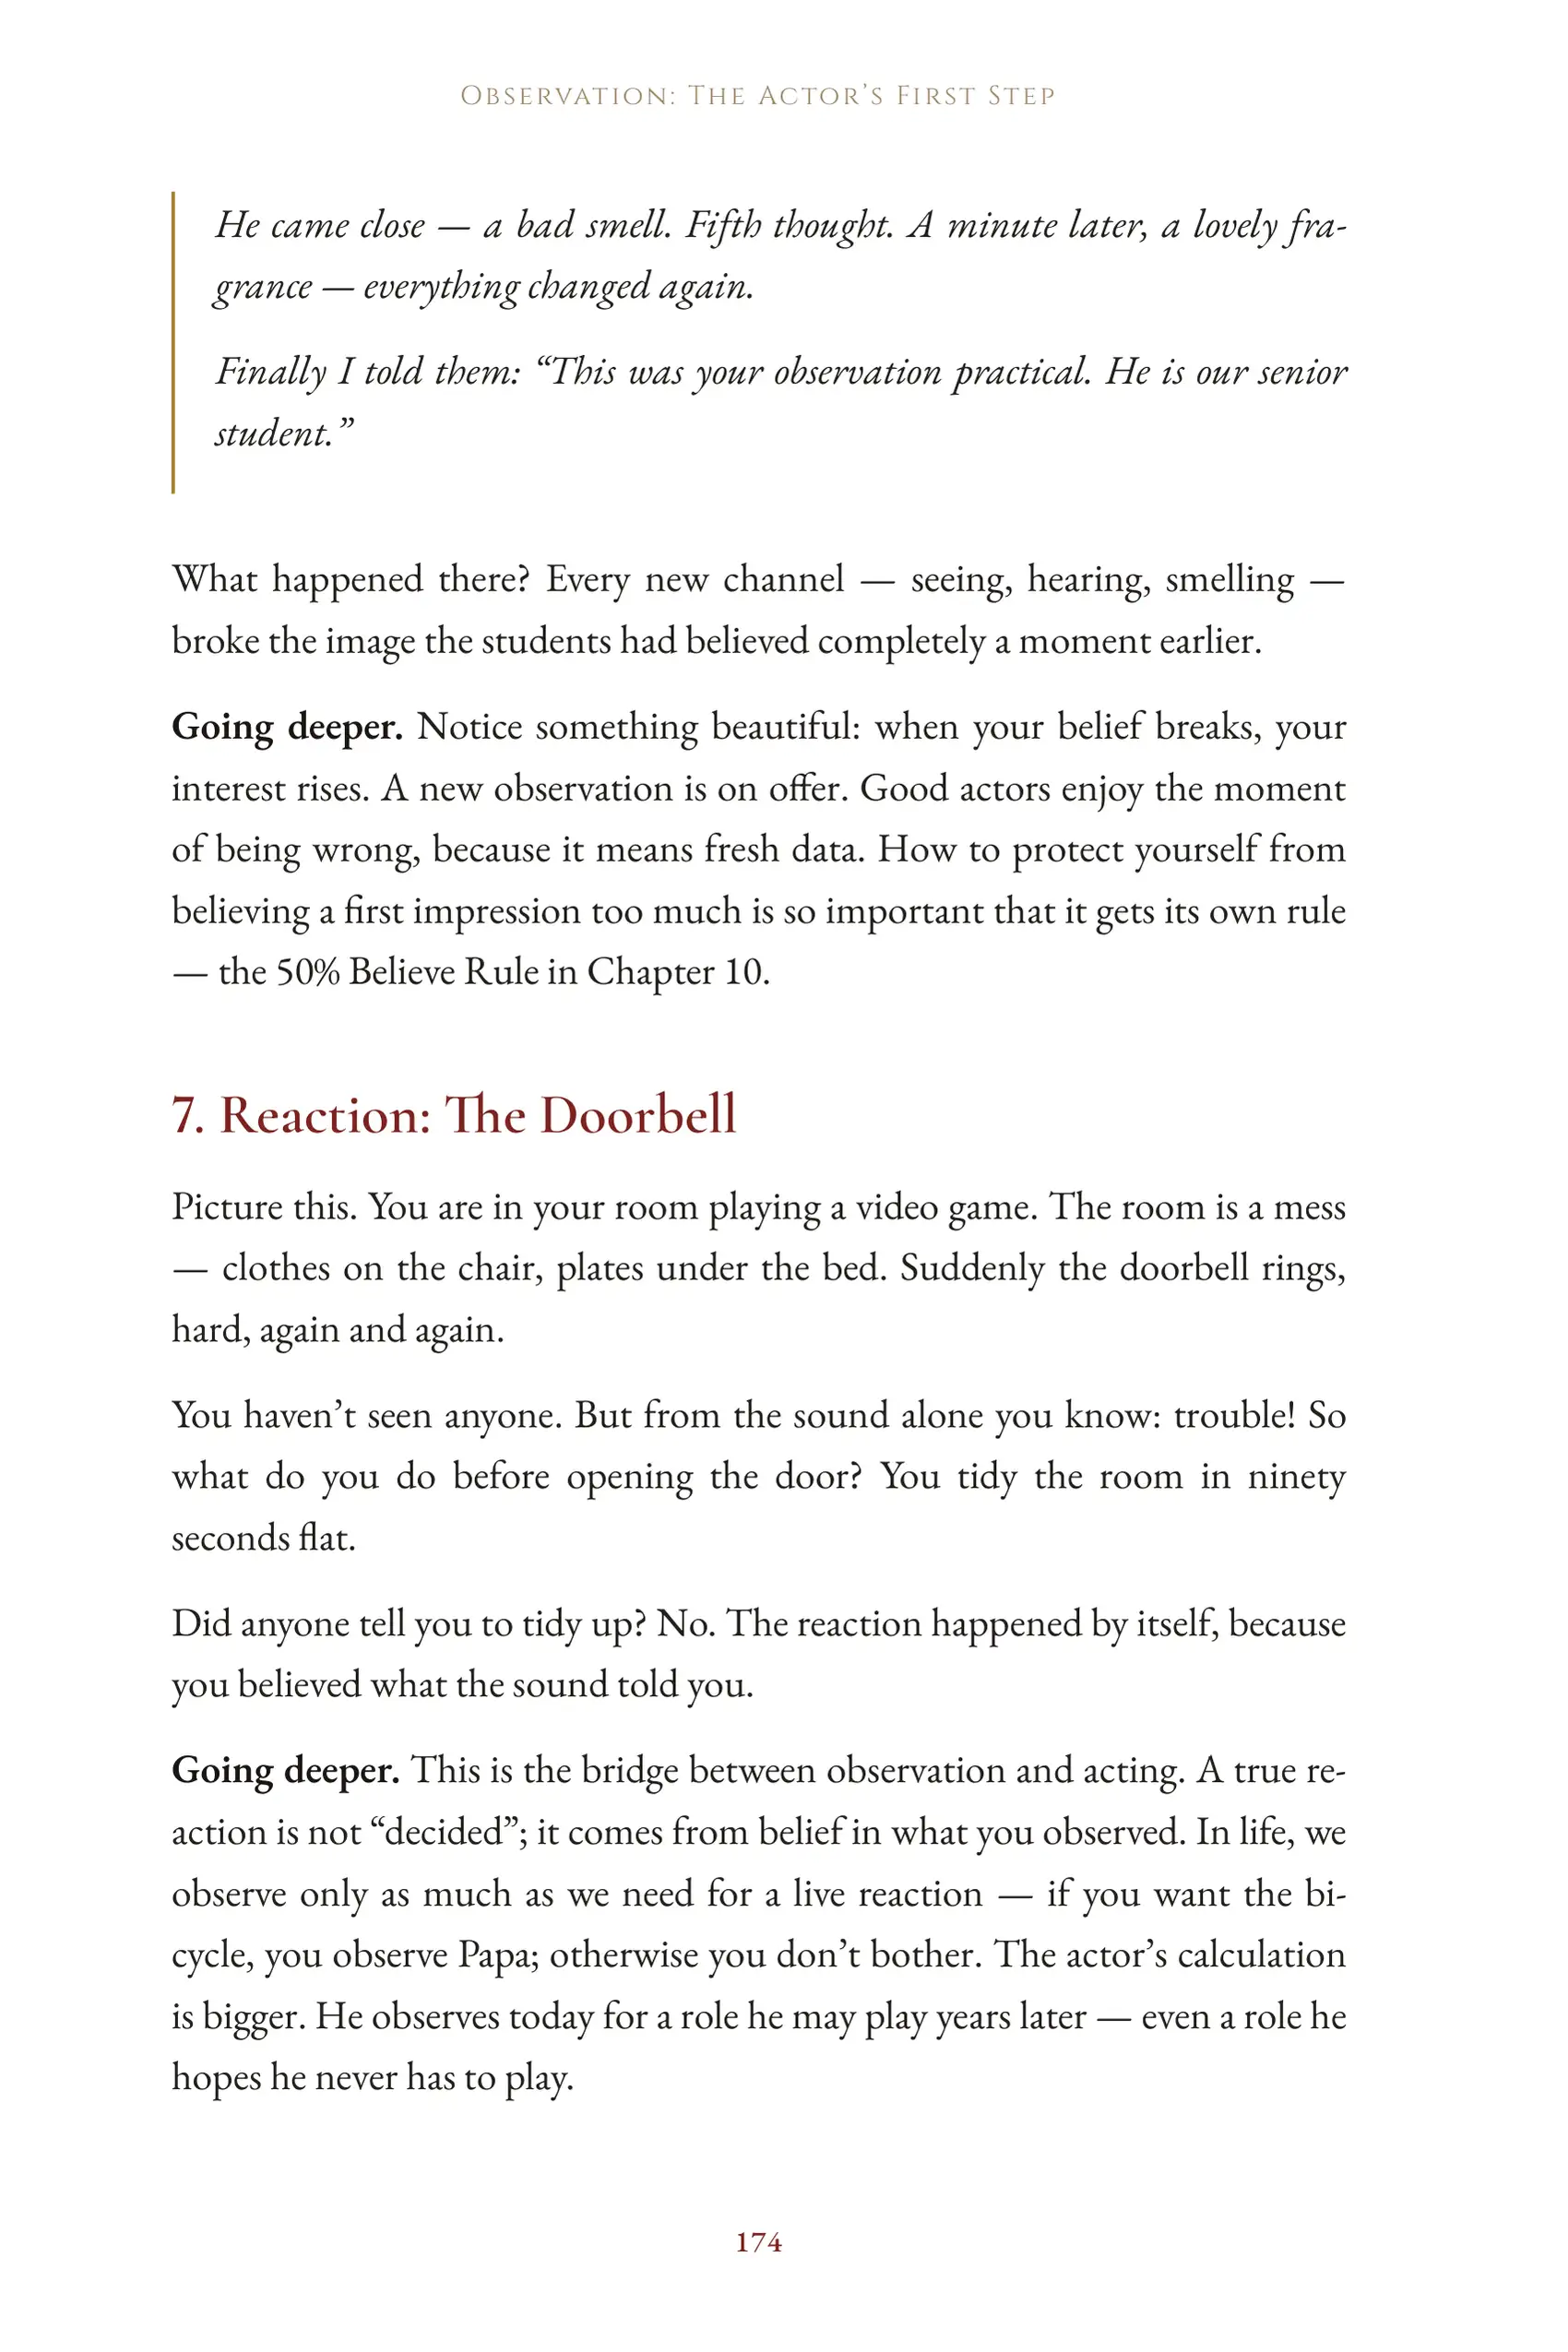 Observation: The Actor’s First Step
He came close — a bad smell. Fifth thought. A minute later, a lovely fra-
grance — everything changed again.
Finally I told them: “This was your observation practical. He is our senior
student.”
What happened there? Every new channel — seeing, hearing, smelling —
broke the image the students had believed completely a moment earlier.
Going deeper. Notice something beautiful: when your belief breaks, your
interest rises. A new observation is on offer. Good actors enjoy the moment
of being wrong, because it means fresh data. How to protect yourself from
believing a first impression too much is so important that it gets its own rule
— the 50% Believe Rule in Chapter 10.
7. Reaction: The Doorbell
Picture this. You are in your room playing a video game. The room is a mess
— clothes on the chair, plates under the bed. Suddenly the doorbell rings,
hard, again and again.
You haven’t seen anyone. But from the sound alone you know: trouble! So
what do you do before opening the door? You tidy the room in ninety
seconds flat.
Did anyone tell you to tidy up? No. The reaction happened by itself, because
you believed what the sound told you.
Going deeper. This is the bridge between observation and acting. A true re-
action is not “decided”; it comes from belief in what you observed. In life, we
observe only as much as we need for a live reaction — if you want the bi-
cycle, you observe Papa; otherwise you don’t bother. The actor’s calculation
is bigger. He observes today for a role he may play years later — even a role he
hopes he never has to play.
174